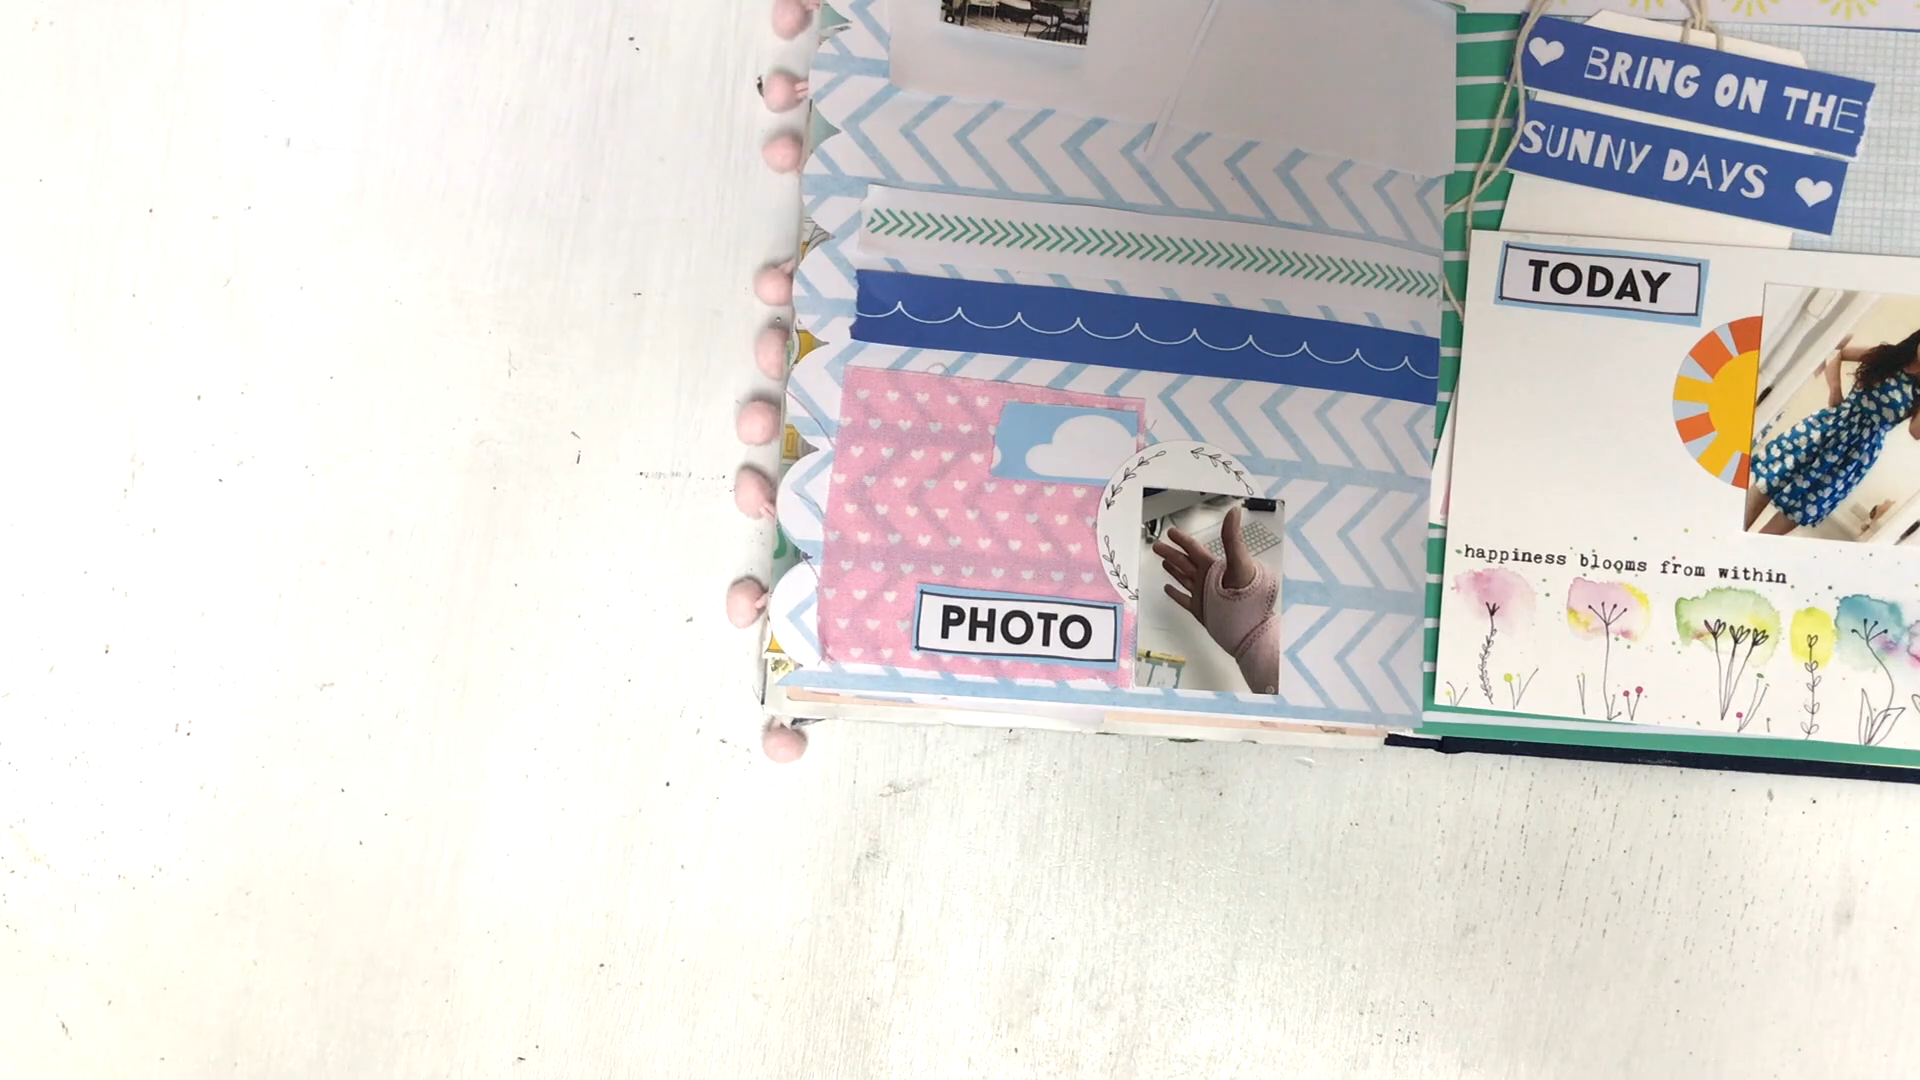 BRING ON THE
SUNNY DAYS
TODAY
happiness blooms from within
PHOTO